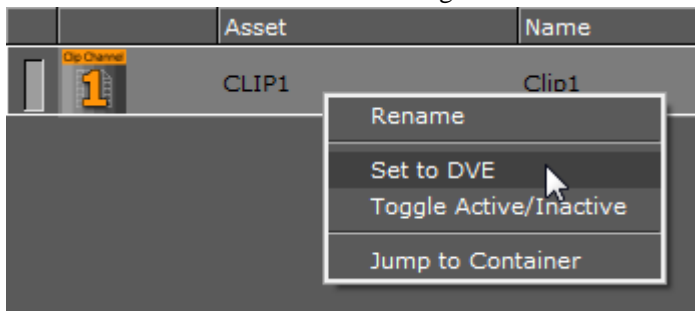 Asset Name
Clip Channel
1
CLIP1 Clip1
Rename
Set to DVE
Toggle Active/Inactive
Jump to Container